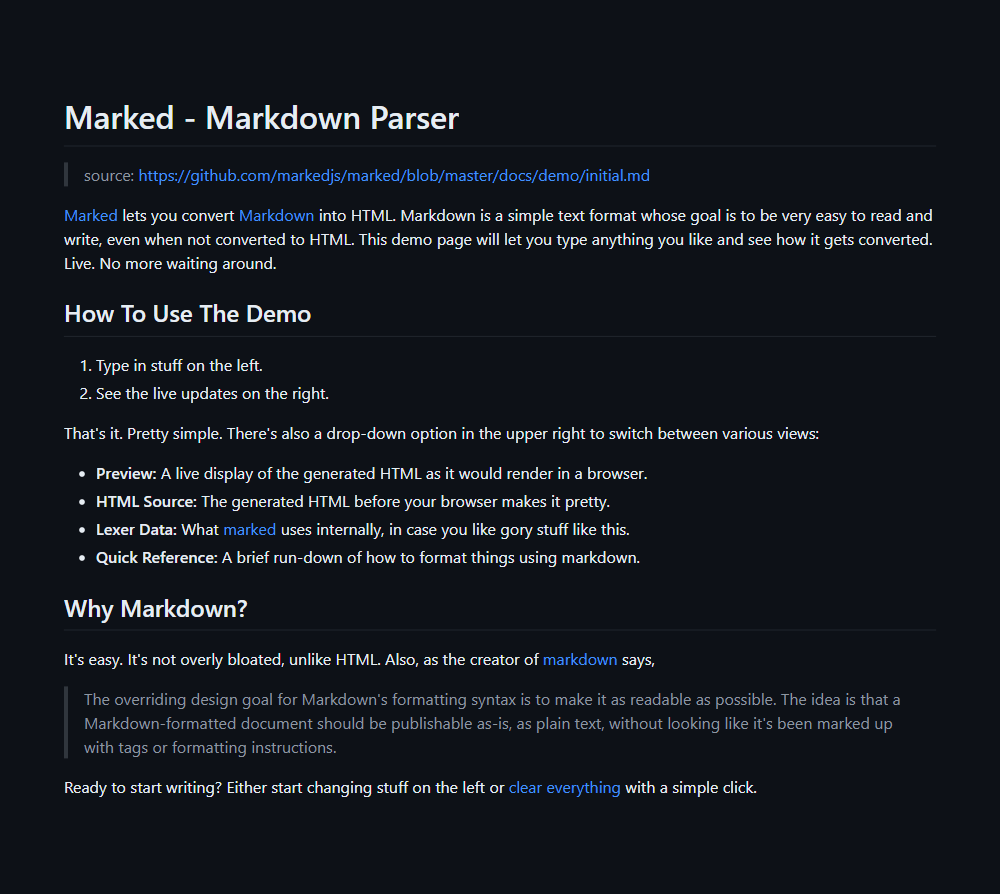 Marked - Markdown Parser
source: https://github.com/markedjs/marked/blob/master/docs/demo/initial.md
Marked lets you convert Markdown into HTML. Markdown is a simple text format whose goal is to be very easy to read and
write, even when not converted to HTML. This demo page will let you type anything you like and see how it gets converted.
Live. No more waiting around.
How To Use The Demo
1. Type in stuff on the left.
2. See the live updates on the right.
That's it. Pretty simple. There's also a drop-down option in the upper right to switch between various views:
• Preview: A live display of the generated HTML as it would render in a browser.
• HTML Source: The generated HTML before your browser makes it pretty.
• Lexer Data: What marked uses internally, in case you like gory stuff like this.
• Quick Reference: A brief run-down of how to format things using markdown.
Why Markdown?
It's easy. It's not overly bloated, unlike HTML. Also, as the creator of markdown says,
The overriding design goal for Markdown's formatting syntax is to make it as readable as possible. The idea is that a
Markdown-formatted document should be publishable as-is, as plain text, without looking like it's been marked up
with tags or formatting instructions.
Ready to start writing? Either start changing stuff on the left or clear everything with a simple click.